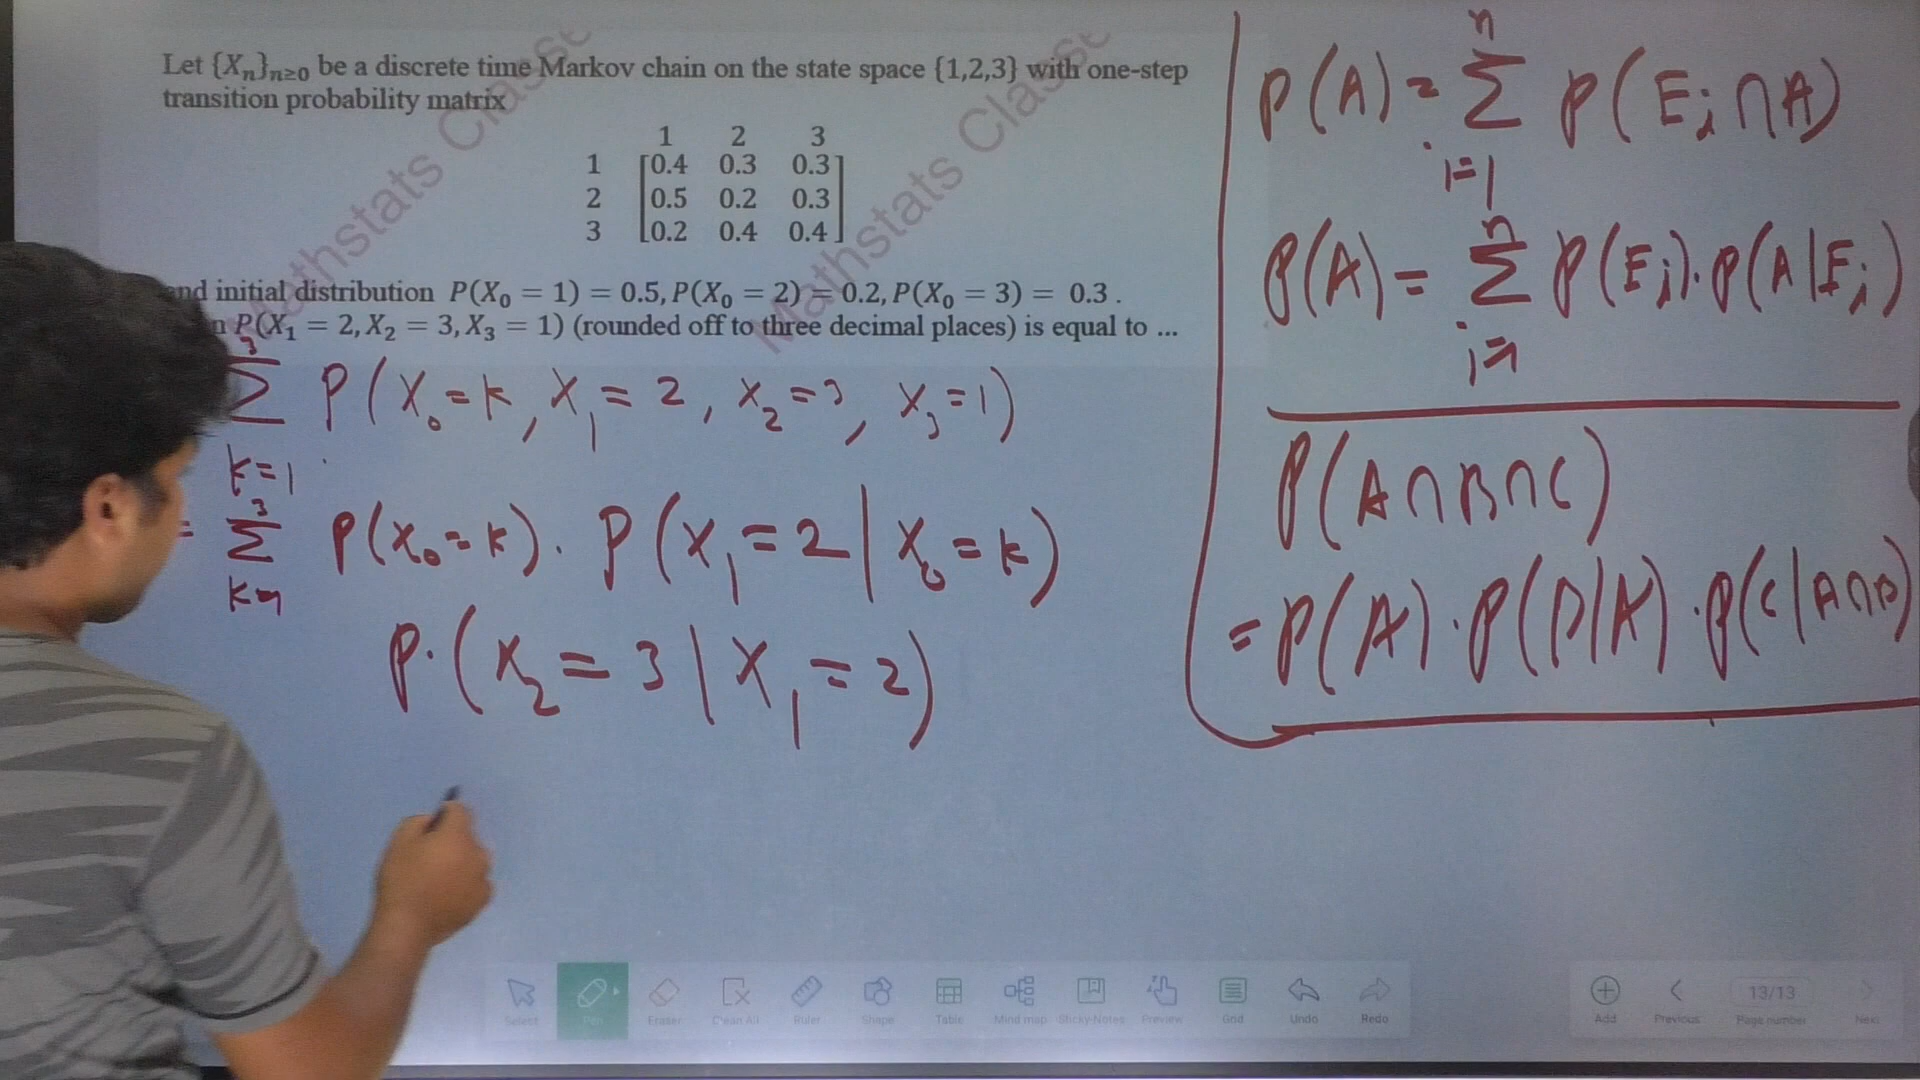 Let {Xₙ}ₙ≥₀ be a discrete time Markov chain on the state space {1,2,3} with one-step
transition probability matrix
1 2 3
1 [0.4 0.3 0.3]
2 [0.5 0.2 0.3]
3 [0.2 0.4 0.4]
nd initial distribution P(X₀ = 1) = 0.5, P(X₀ = 2) = 0.2, P(X₀ = 3) = 0.3 .
n P(X₁ = 2, X₂ = 3, X₃ = 1) (rounded off to three decimal places) is equal to ...
3
Σ P(X₀=k, X₁=2, X₂=3, X₃=1)
k=1
3
= Σ P(X₀=k). P(X₁=2|X₀=k)
k=1
P.(X₂=3|X₁=2)
n
P(A) = Σ P(Eᵢ∩A)
i=1
n
P(A) = Σ P(Eᵢ).P(A|Eᵢ)
i=1
P(A∩B∩C)
=P(A).P(B|A).P(C|A∩B)
Mathstats Classe
Mathstats Classe
Select
Pen
Eraser
Clean All
Ruler
Shape
Table
Mind map
Sticky-Notes
Preview
Grid
Undo
Redo
Add
Previous
13/13
Page number
Next